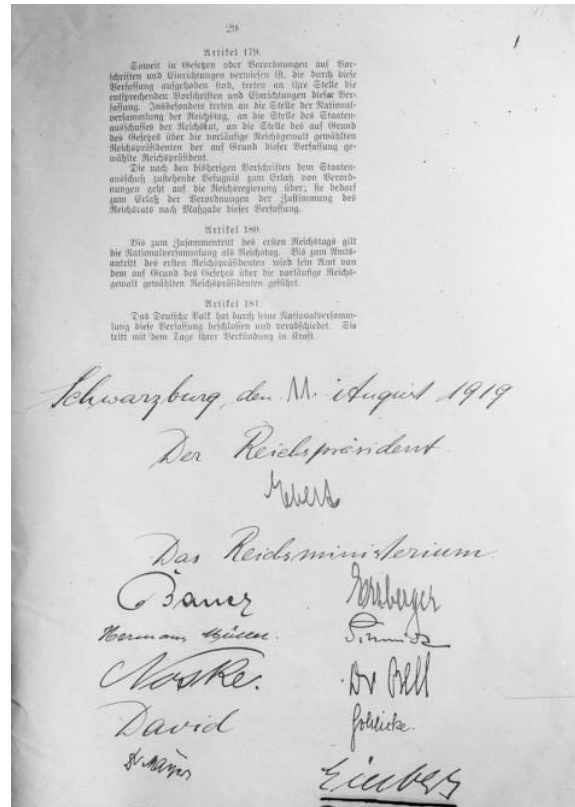 29
Artikel 179.
Soweit in Gesetzen oder Verordnungen auf Vor-
schriften und Einrichtungen verwiesen ist, die durch diese
Verfassung aufgehoben sind, treten an ihre Stelle die
entsprechenden Vorschriften und Einrichtungen dieser Ver-
fassung. Insbesondere treten an die Stelle der National-
versammlung der Reichstag, an die Stelle des Staaten-
ausschusses der Reichsrat, an die Stelle des auf Grund
des Gesetzes über die vorläufige Reichsgewalt gewählten
Reichspräsidenten der auf Grund dieser Verfassung ge-
wählte Reichspräsident.
Die nach den bisherigen Vorschriften dem Staaten-
ausschuß zustehende Befugnis zum Erlaß von Verord-
nungen geht auf die Reichsregierung über; sie bedarf
zum Erlaß der Verordnungen der Zustimmung des
Reichsrats nach Maßgabe dieser Verfassung.
Artikel 180.
Bis zum Zusammentritt des ersten Reichstags gilt
die Nationalversammlung als Reichstag. Bis zum Amts-
antritt des ersten Reichspräsidenten wird sein Amt von
dem auf Grund des Gesetzes über die vorläufige Reichs-
gewalt gewählten Reichspräsidenten geführt.
Artikel 181.
Das Deutsche Volk hat durch seine Nationalversamm-
lung diese Verfassung beschlossen und verabschiedet. Sie
tritt mit dem Tage ihrer Verkündung in Kraft.
Schwarzburg, den 11. August 1919
Der Reichspräsident
Ebert
Das Reichsministerium
Bauer Erzberger
Hermann Müller. Schmidt
Noske. Dr Bell
David Schlicke.
Dr Mayer